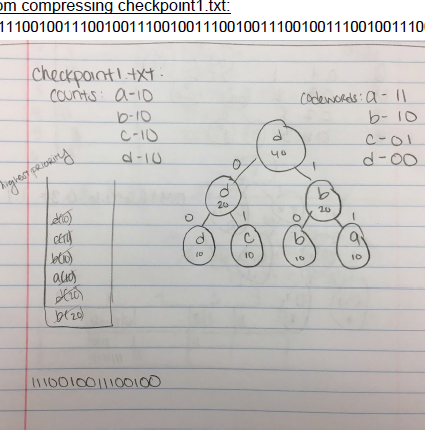 om compressing checkpoint1.txt:
checkpoint1.txt:
counts: a-10
b-10
c-10
d-10
codewords: a-11
b-10
c-01
d-00
highest priority
d(10)
c(10)
b(10)
a(10)
d(20)
b(20)
d
40
0 1
d
20
b
20
0 1 0 1
d
10
c
10
b
10
a
10
1110010011100100